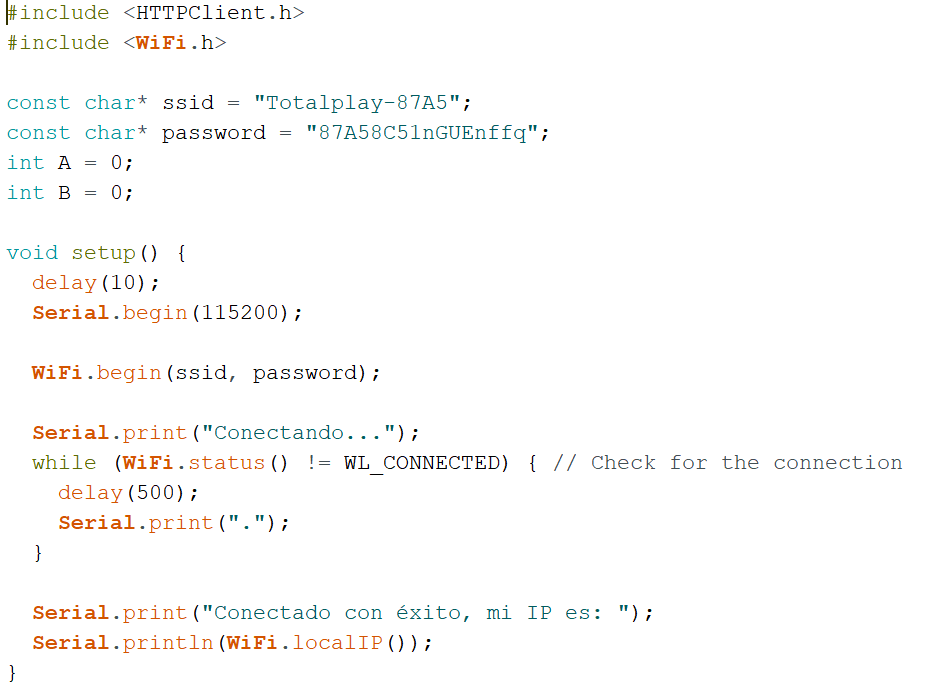 #include <HTTPClient.h>
#include <WiFi.h>
const char* ssid = "Totalplay-87A5";
const char* password = "87A58C51nGUEnffq";
int A = 0;
int B = 0;
void setup() {
delay(10);
Serial.begin(115200);
WiFi.begin(ssid, password);
Serial.print("Conectando...");
while (WiFi.status() != WL_CONNECTED) { // Check for the connection
delay(500);
Serial.print(".");
}
Serial.print("Conectado con éxito, mi IP es: ");
Serial.println(WiFi.localIP());
}